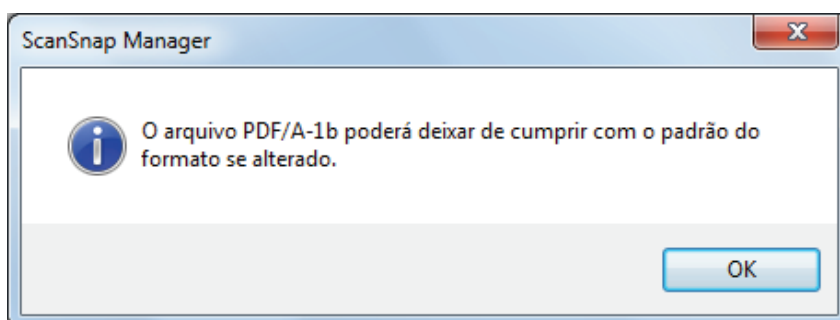 ScanSnap Manager
O arquivo PDF/A-1b poderá deixar de cumprir com o padrão do
formato se alterado.
OK